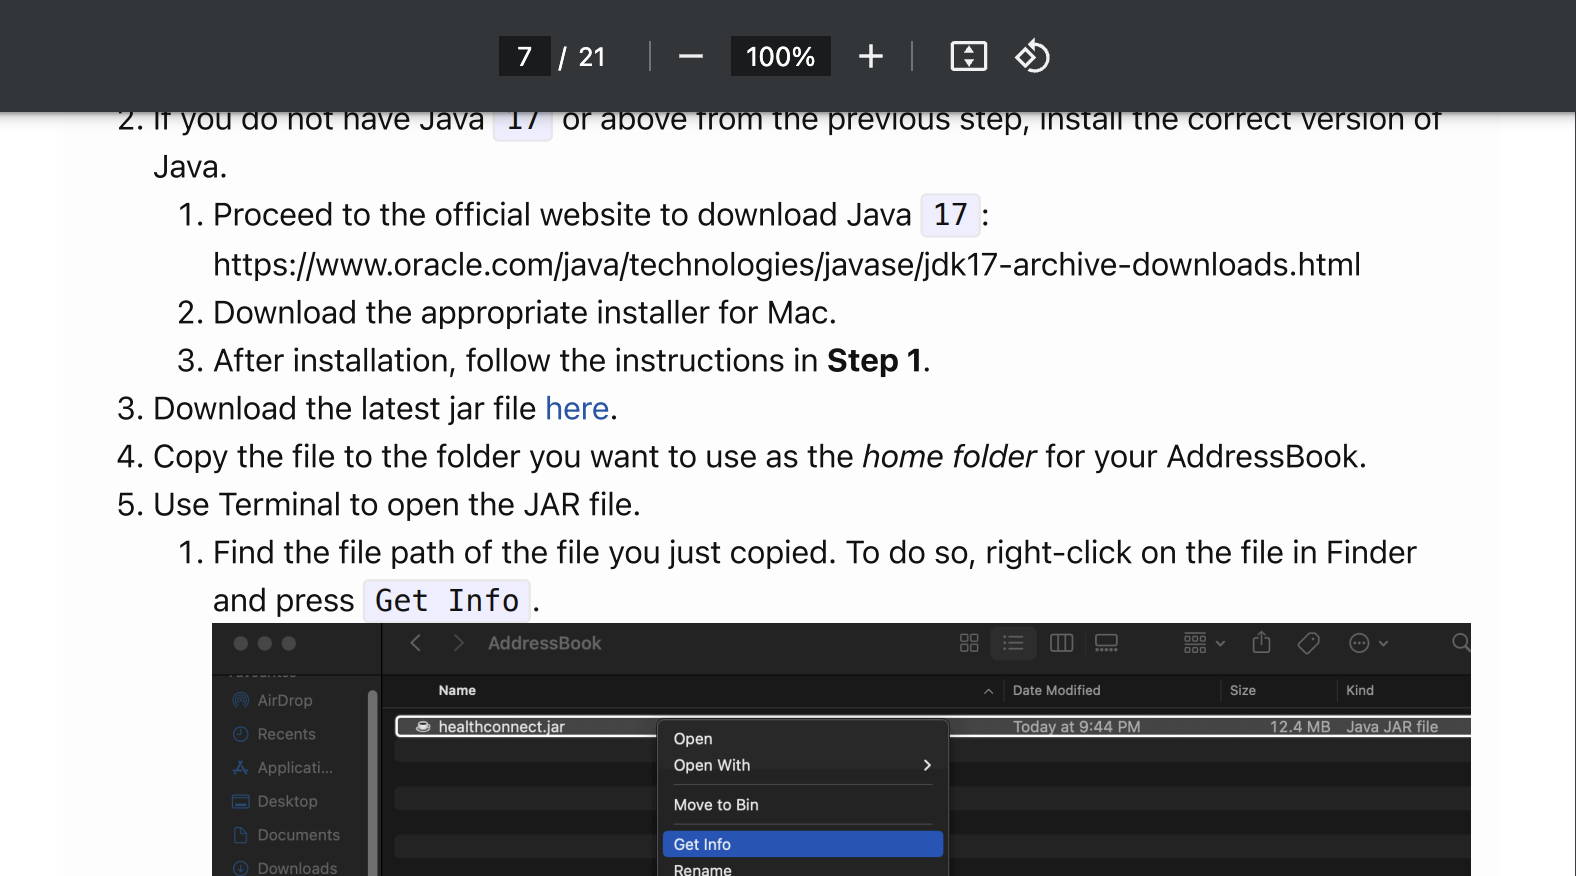 7 / 21 100%
2. If you do not have Java 17 or above from the previous step, install the correct version of
Java.
1. Proceed to the official website to download Java 17:
https://www.oracle.com/java/technologies/javase/jdk17-archive-downloads.html
2. Download the appropriate installer for Mac.
3. After installation, follow the instructions in Step 1.
3. Download the latest jar file here.
4. Copy the file to the folder you want to use as the home folder for your AddressBook.
5. Use Terminal to open the JAR file.
1. Find the file path of the file you just copied. To do so, right-click on the file in Finder
and press Get Info.
AddressBook
Favourites
AirDrop
Recents
Applicati...
Desktop
Documents
Downloads
Name Date Modified Size Kind
healthconnect.jar Today at 9:44 PM 12.4 MB Java JAR file
Open
Open With
Move to Bin
Get Info
Rename